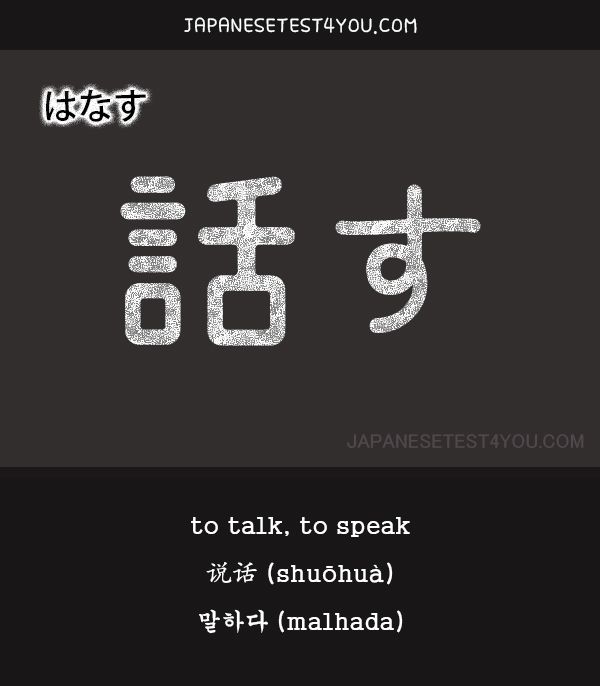 JAPANESETEST4YOU.COM
はなす
話す
JAPANESETEST4YOU.COM
to talk, to speak
说话 (shuōhuà)
말하다 (malhada)